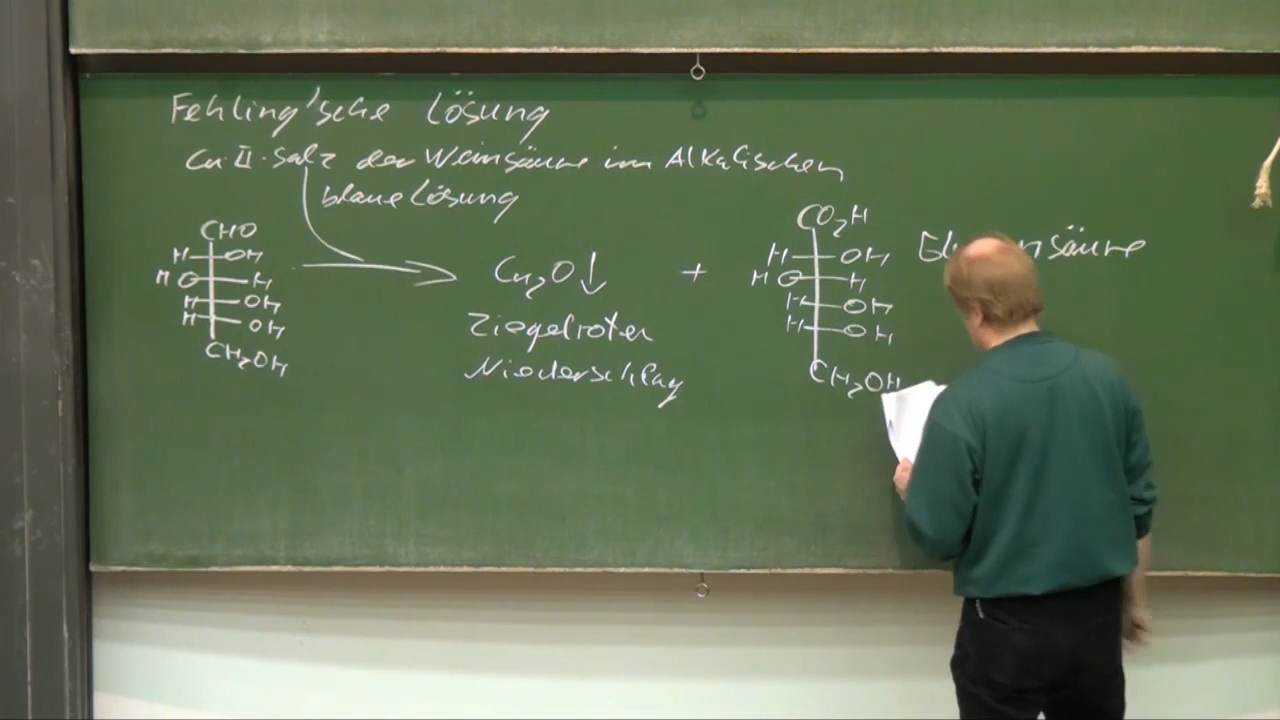 Fehling'sche Lösung
Cu·II·Salz der Weinsäure im Alkalischen
blaue Lösung
CHO
H OH
HO H
H OH
H OH
CH₂OH
Cu₂O↓
Ziegelroter
Niederschlag
+
CO₂H
H OH
HO H
H OH
H OH
CH₂OH